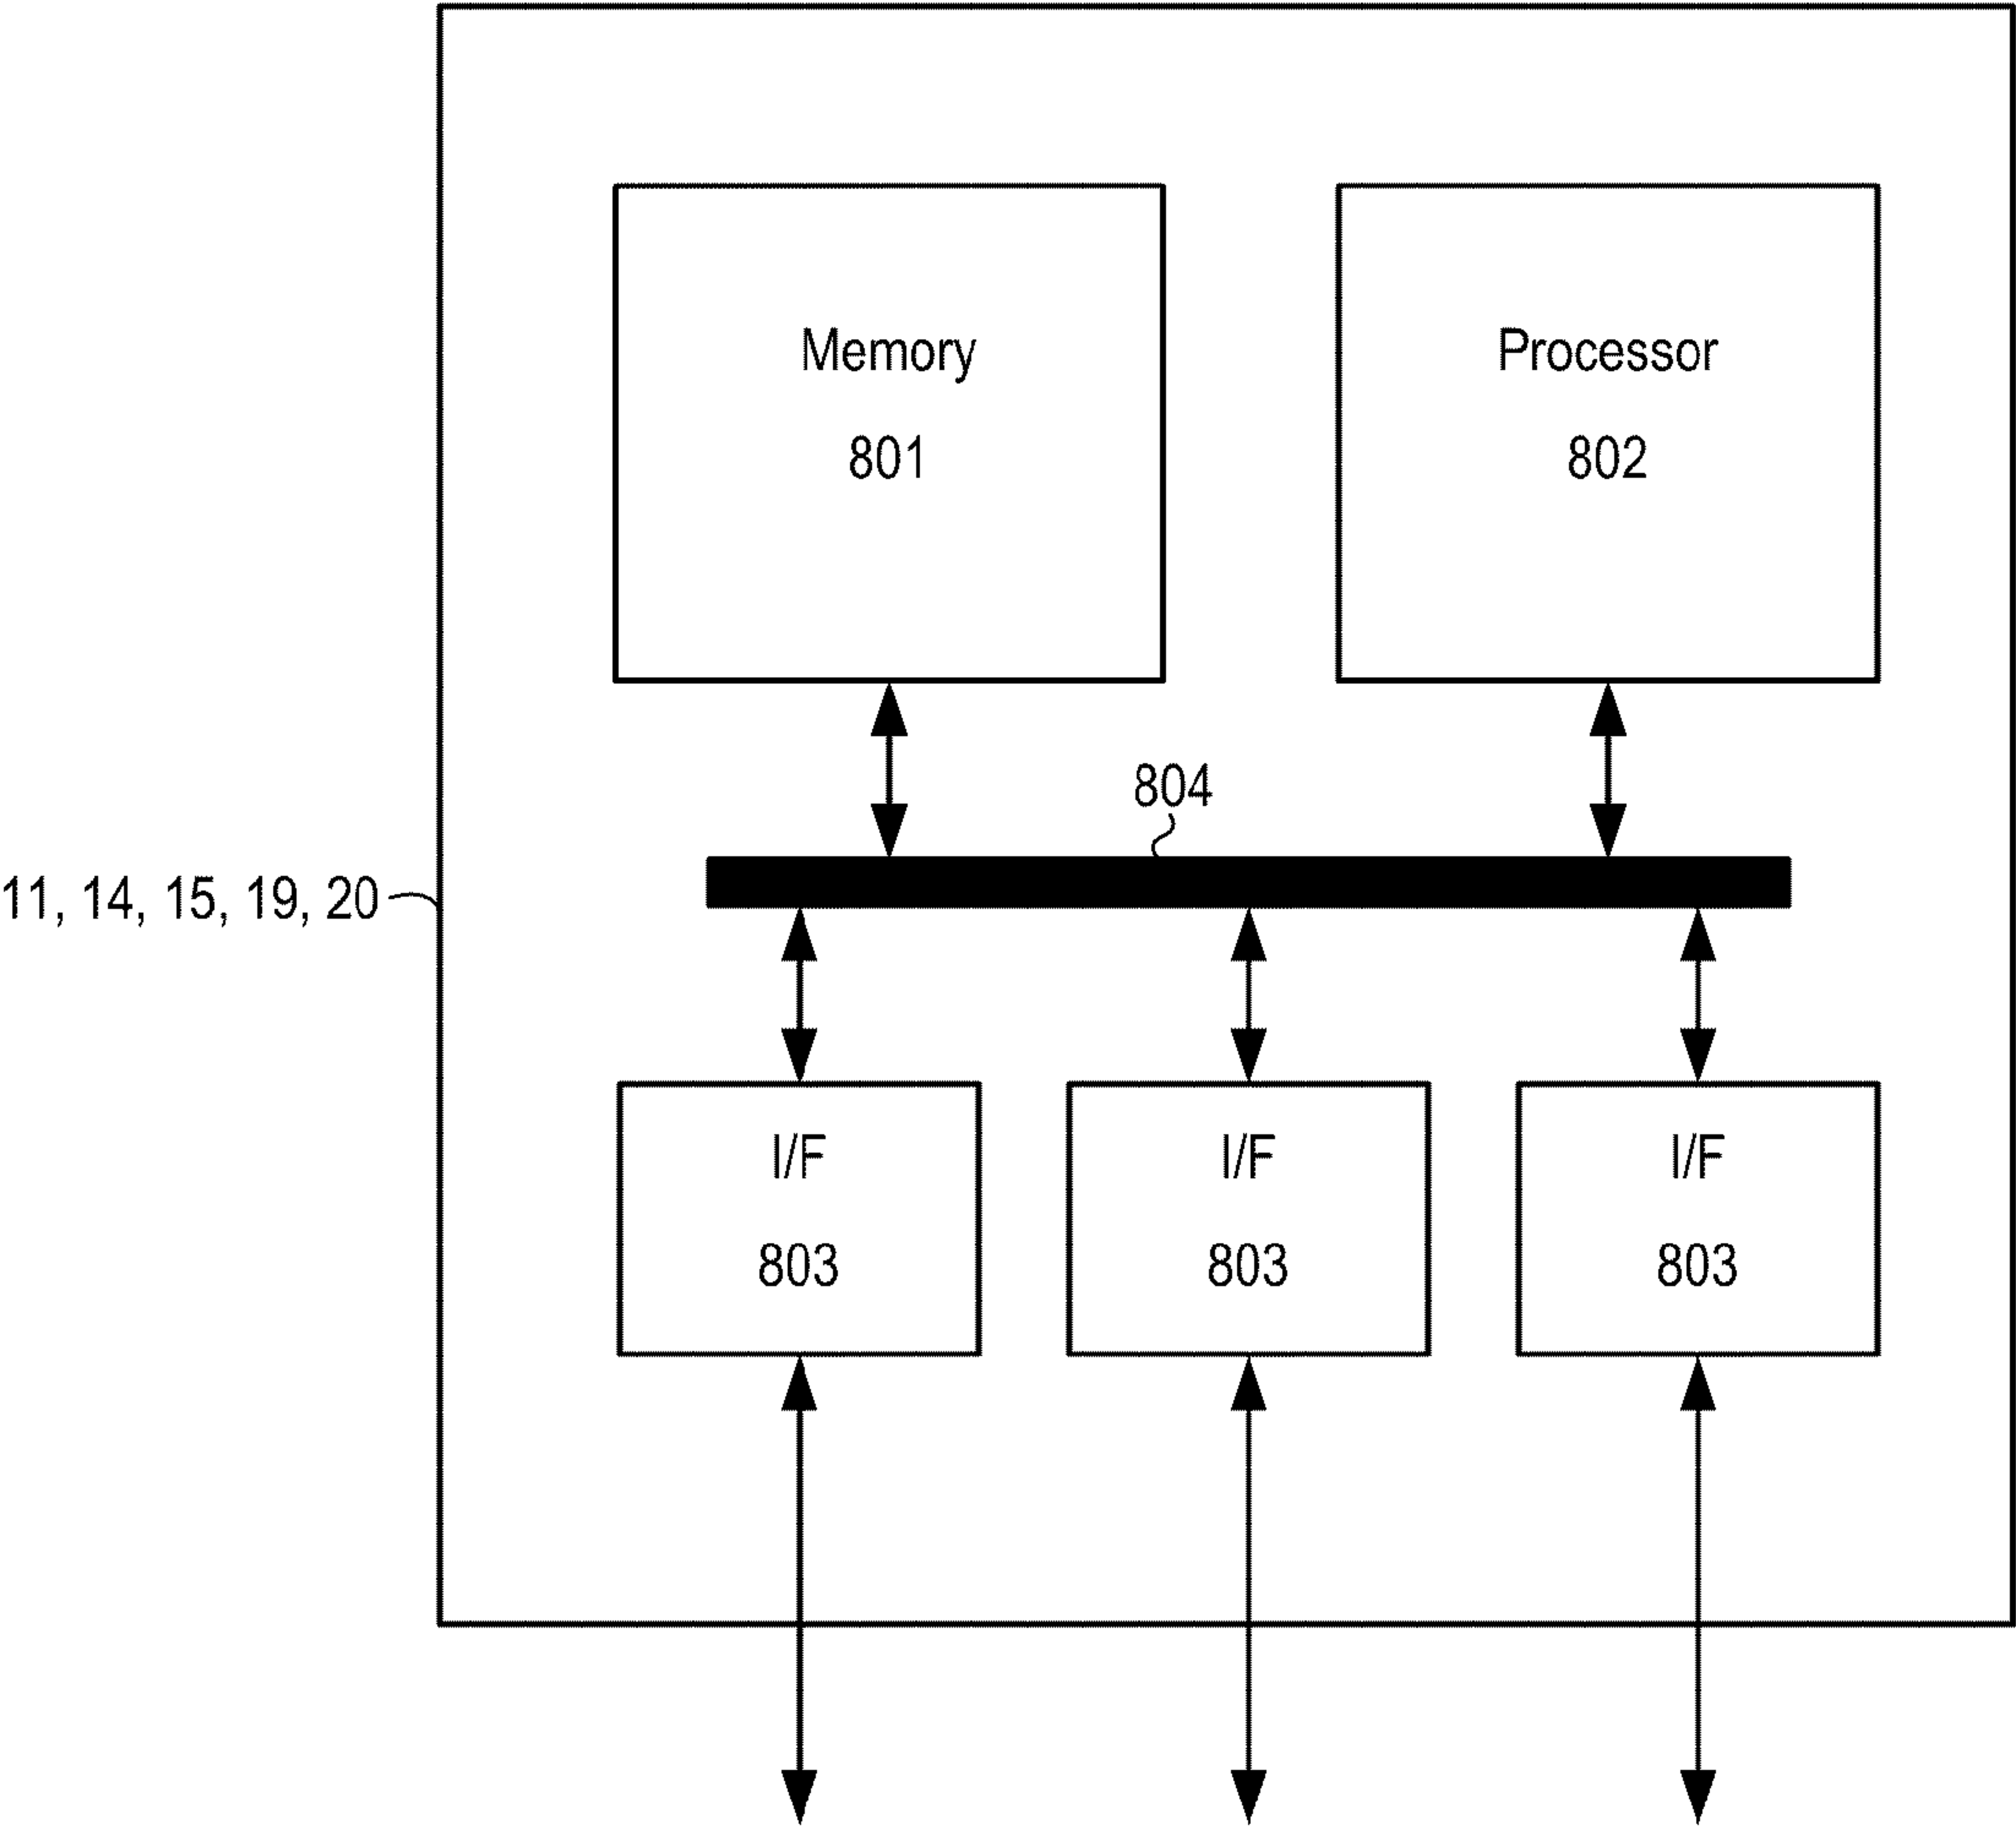 Memory
801
Processor
802
804
11, 14, 15, 19, 20
I/F
803
I/F
803
I/F
803